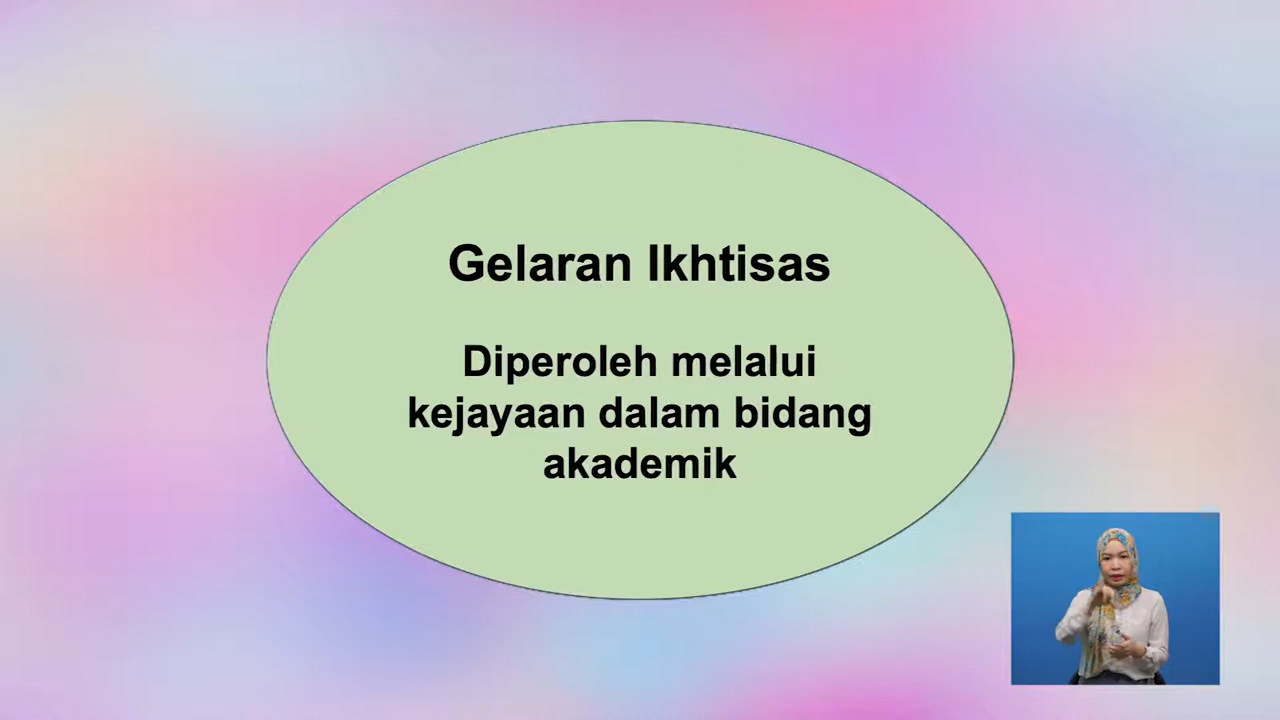 Gelaran Ikhtisas
Diperoleh melalui
kejayaan dalam bidang
akademik